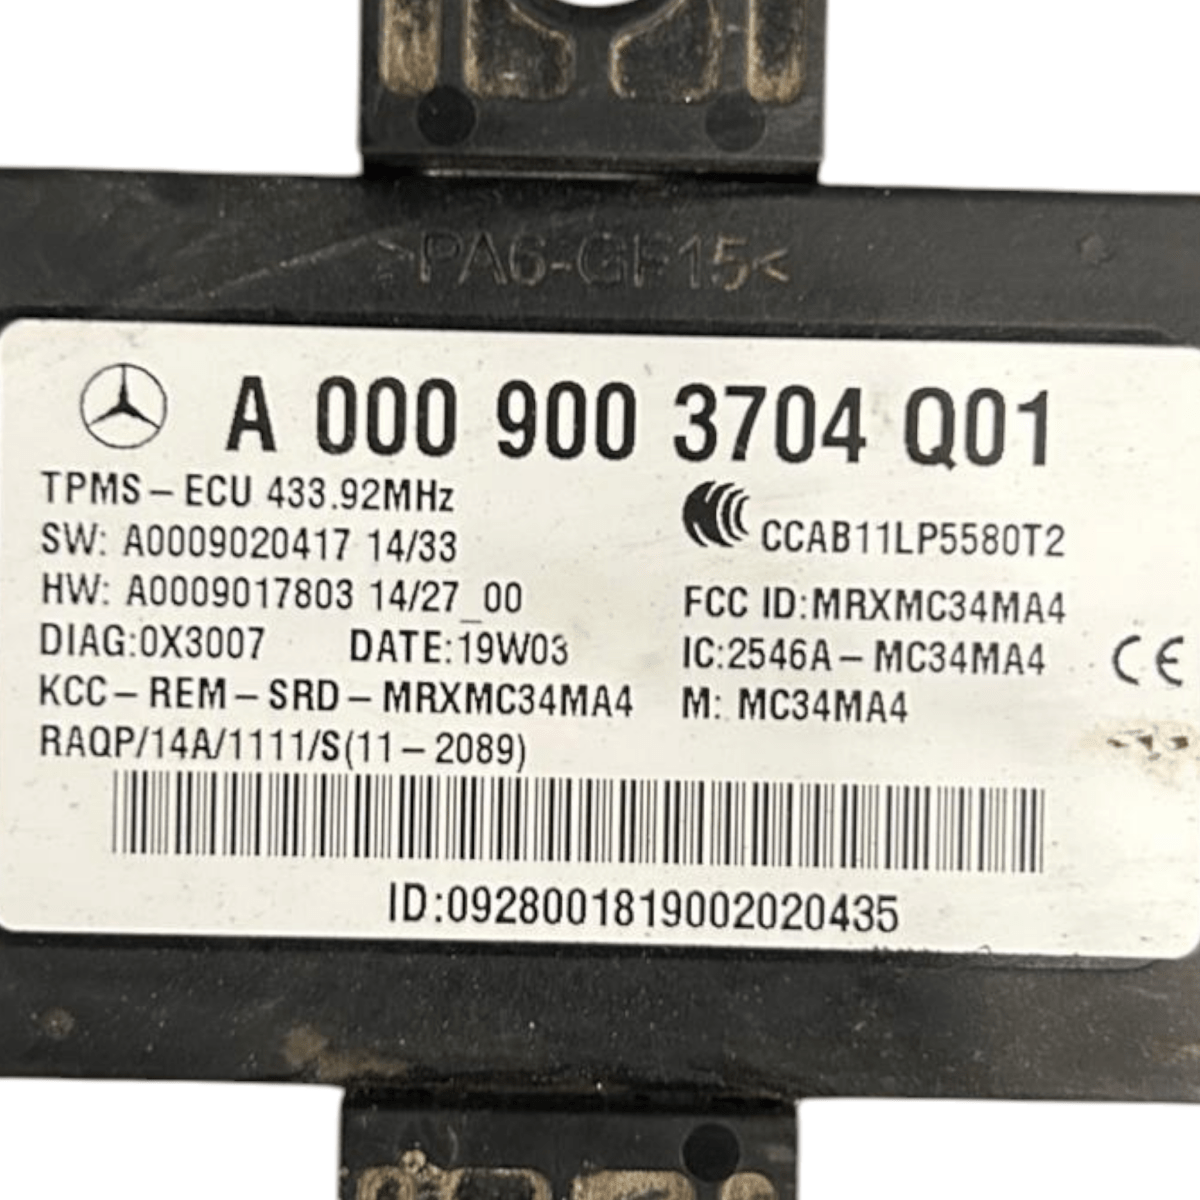 >PA6-GF15<
A 000 900 3704 Q01
TPMS-ECU 433.92MHz
SW: A0009020417 14/33
CCAB11LP5580T2
HW: A0009017803 14/27_00
FCC ID:MRXMC34MA4
DIAG:0X3007 DATE:19W03
IC:2546A-MC34MA4
CE
KCC-REM-SRD-MRXMC34MA4
M: MC34MA4
RAQP/14A/1111/S(11-2089)
ID:0928001819002020435